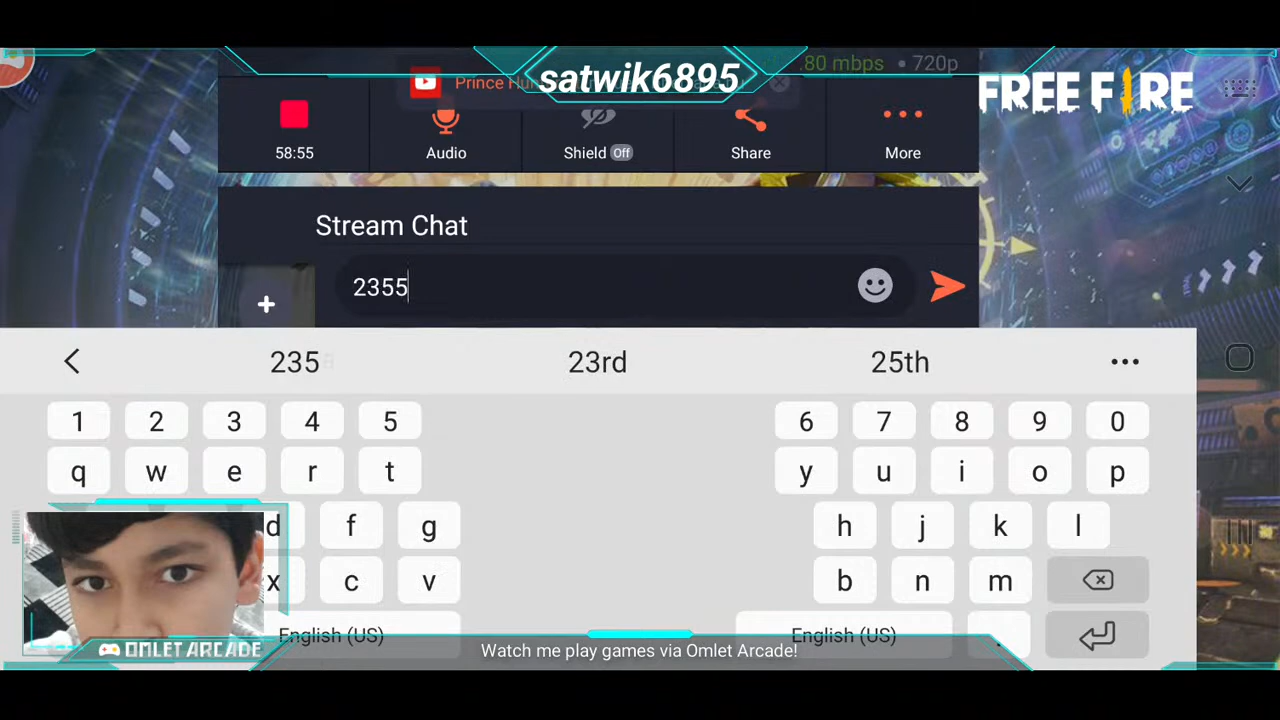 satwik6895
.80 mbps • 720p
Prince Hu
FREE FIRE
58:55
Audio
Shield Off
Share
More
Stream Chat
2355
235
23rd
25th
1 2 3 4 5 6 7 8 9 0
q w e r t y u i o p
d f g h j k l
x c v b n m
English (US) English (US) .
OMLET ARCADE
Watch me play games via Omlet Arcade!